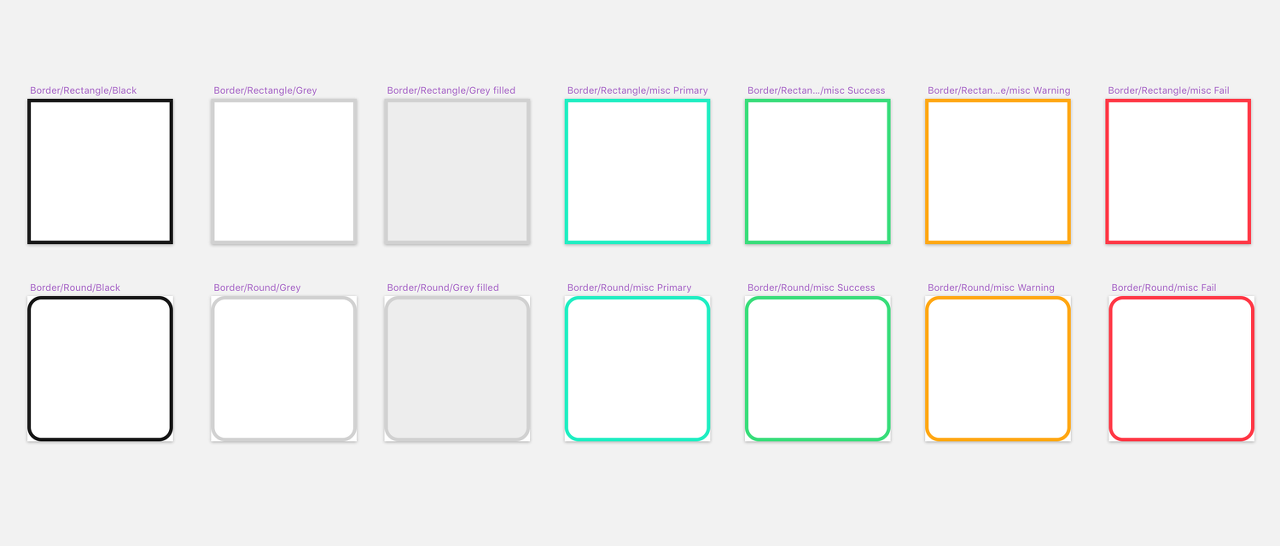 Border/Rectangle/Black
Border/Rectangle/Grey
Border/Rectangle/Grey filled
Border/Rectangle/misc Primary
Border/Rectan.../misc Success
Border/Rectan...e/misc Warning
Border/Rectangle/misc Fail
Border/Round/Black
Border/Round/Grey
Border/Round/Grey filled
Border/Round/misc Primary
Border/Round/misc Success
Border/Round/misc Warning
Border/Round/misc Fail